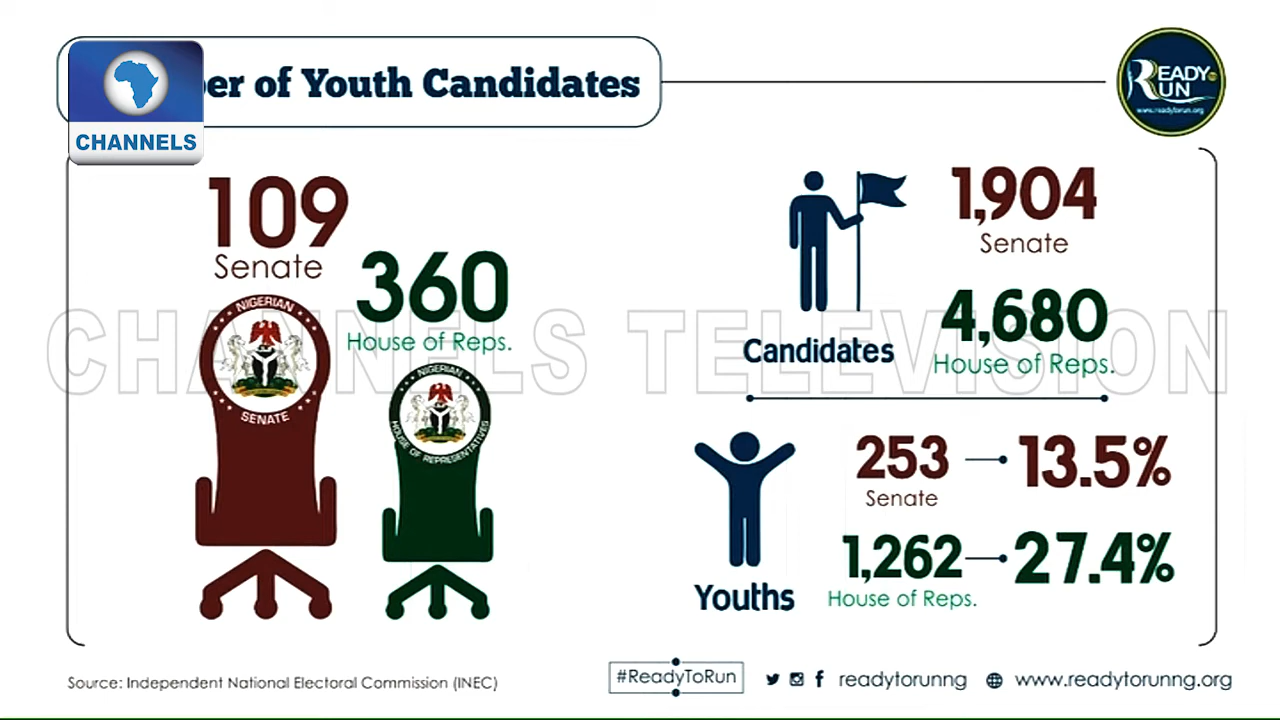 per of Youth Candidates
CHANNELS
READY TO
RUN
www.readytorun.org
109
Senate
360
House of Reps.
NIGERIAN
SENATE
NIGERIAN
HOUSE OF REPRESENTATIVES
1,904
Senate
4,680
House of Reps.
Candidates
CHANNELS TELEVISION
253
13.5%
Senate
1,262
27.4%
House of Reps.
Youths
Source: Independent National Electoral Commission (INEC)
#ReadyToRun
readytorunng
www.readytorunng.org